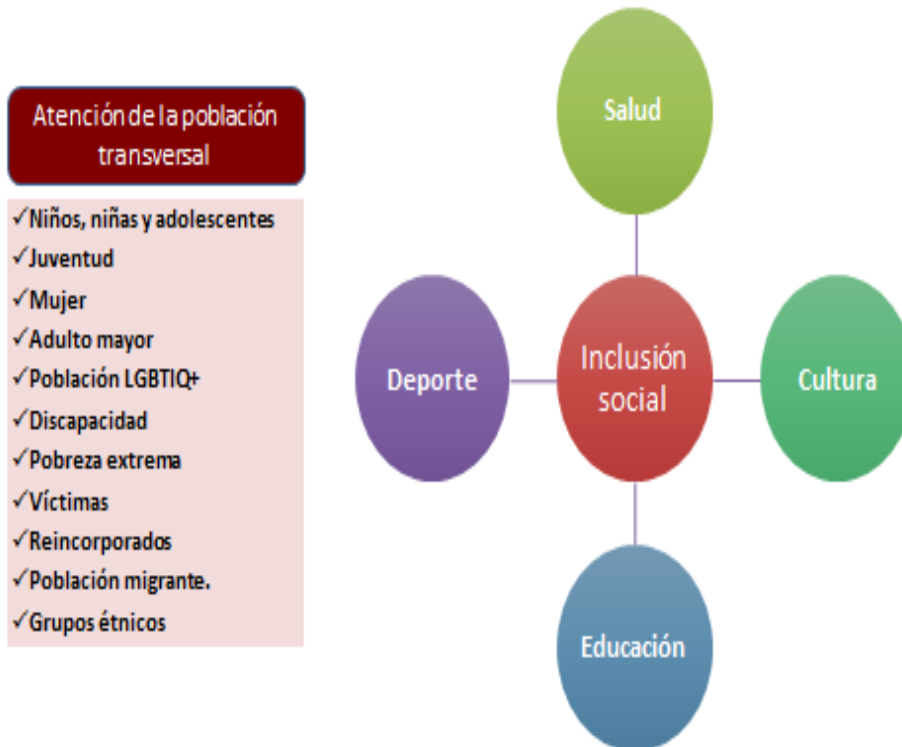 Atención de la población
transversal
✓Niños, niñas y adolescentes
✓Juventud
✓Mujer
✓Adulto mayor
✓Población LGBTIQ+
✓Discapacidad
✓Pobreza extrema
✓Víctimas
✓Reincorporados
✓Población migrante.
✓Grupos étnicos
Salud
Deporte
Inclusión
social
Cultura
Educación